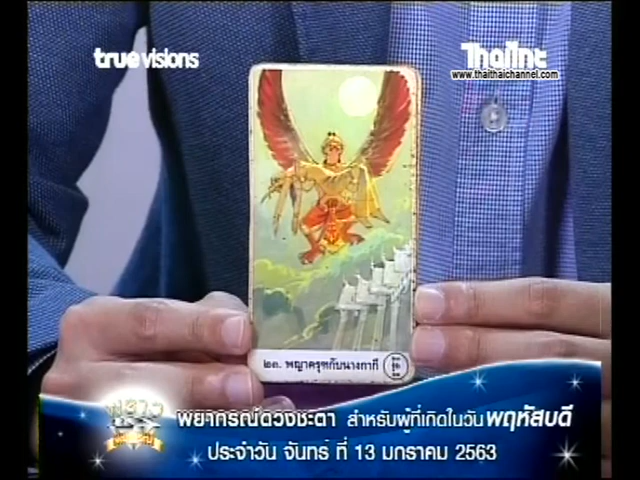 truevisions
ThaiThai
www.thaithaichannel.com
๒๓. พญาครุฑกับนางกากี
พยากรณ์ดวงชะตา สำหรับผู้ที่เกิดในวัน พฤหัสบดี
ประจำวัน จันทร์ ที่ 13 มกราคม 2563